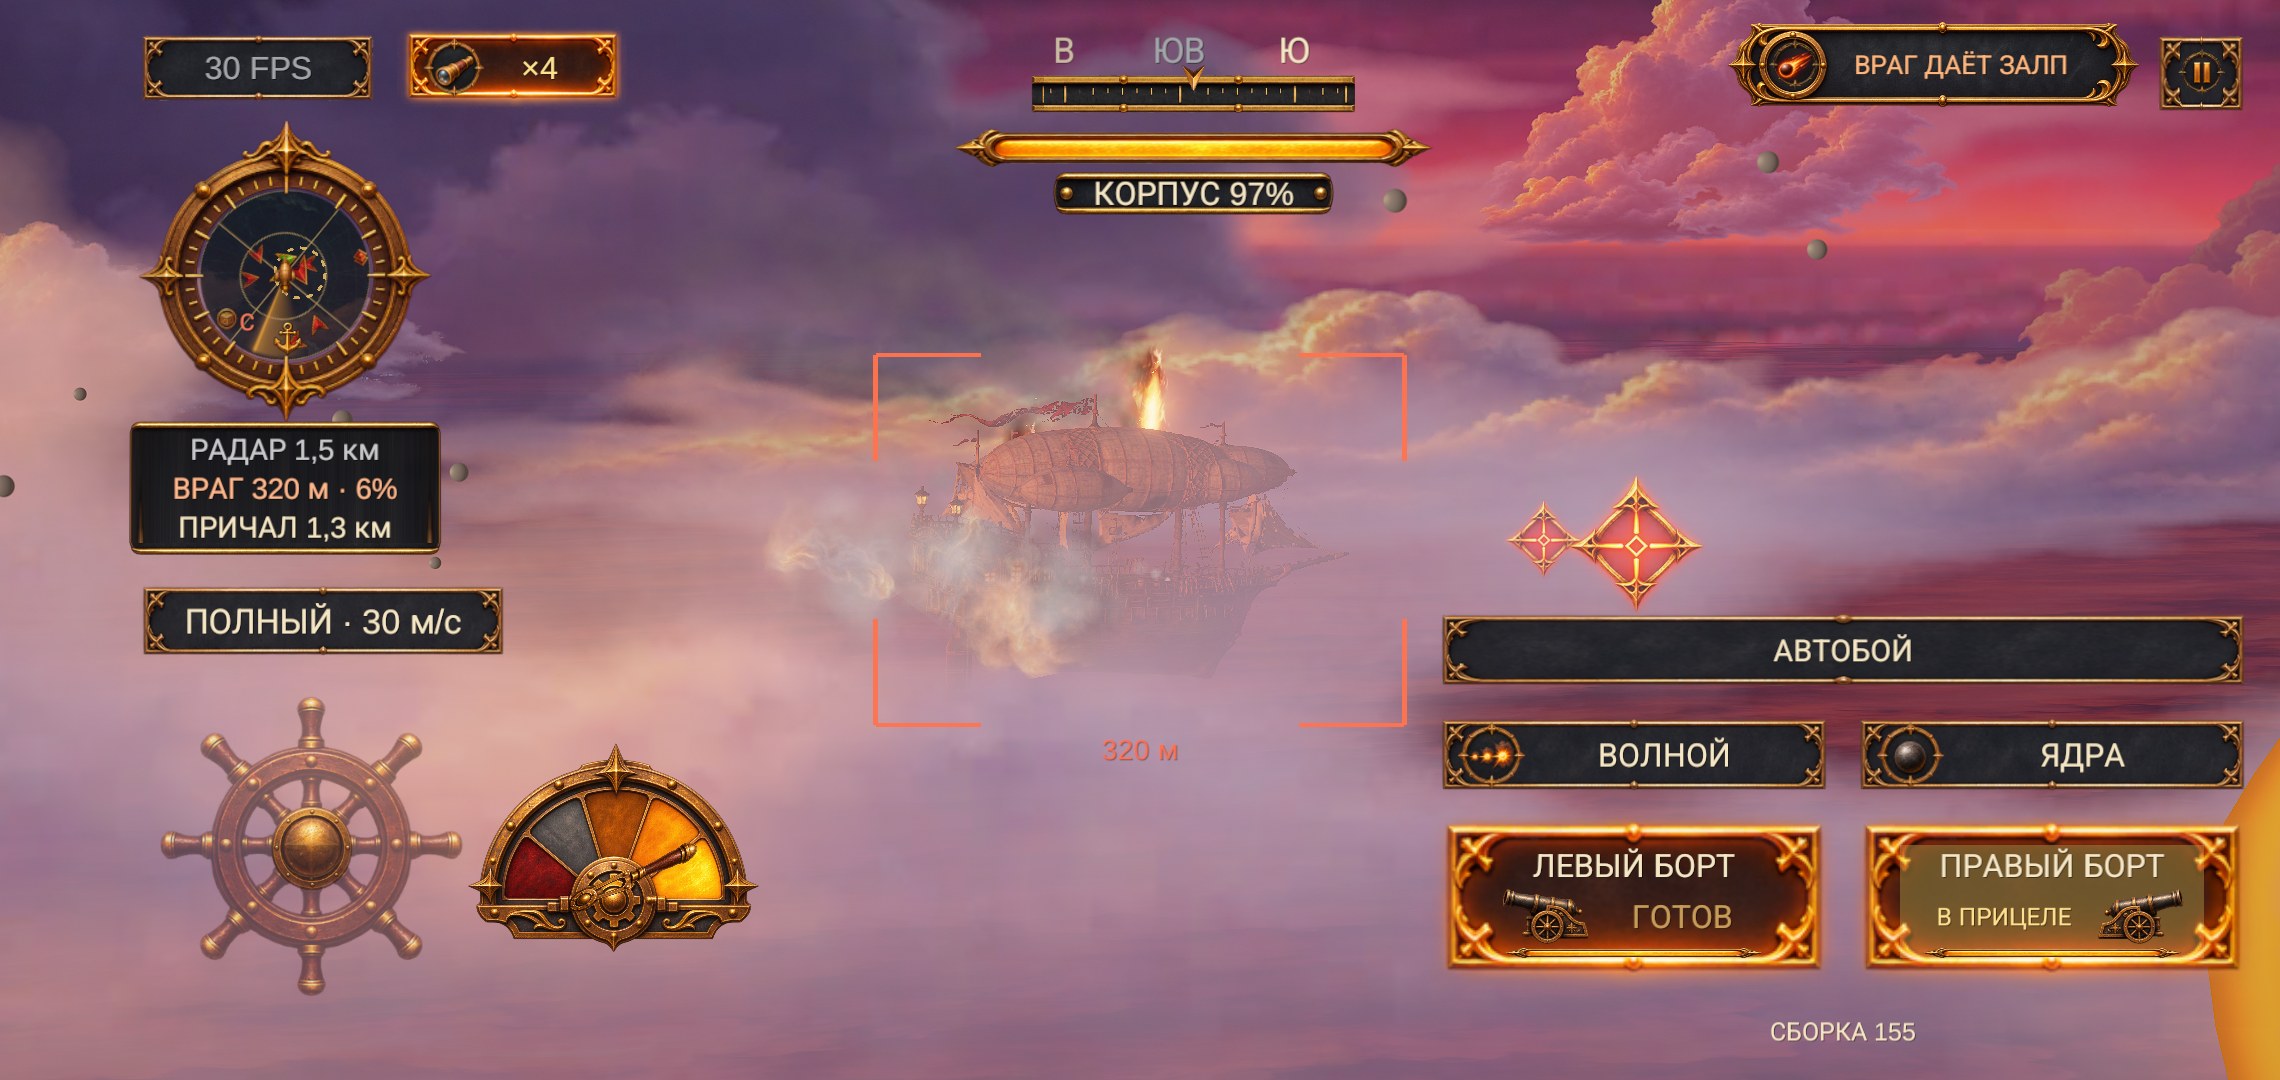 30 FPS
×4
В ЮВ Ю
ВРАГ ДАЁТ ЗАЛП
КОРПУС 97%
С
РАДАР 1,5 км
ВРАГ 320 м · 6%
ПРИЧАЛ 1,3 км
ПОЛНЫЙ · 30 м/с
320 м
АВТОБОЙ
ВОЛНОЙ
ЯДРА
ЛЕВЫЙ БОРТ
ГОТОВ
ПРАВЫЙ БОРТ
В ПРИЦЕЛЕ
СБОРКА 155